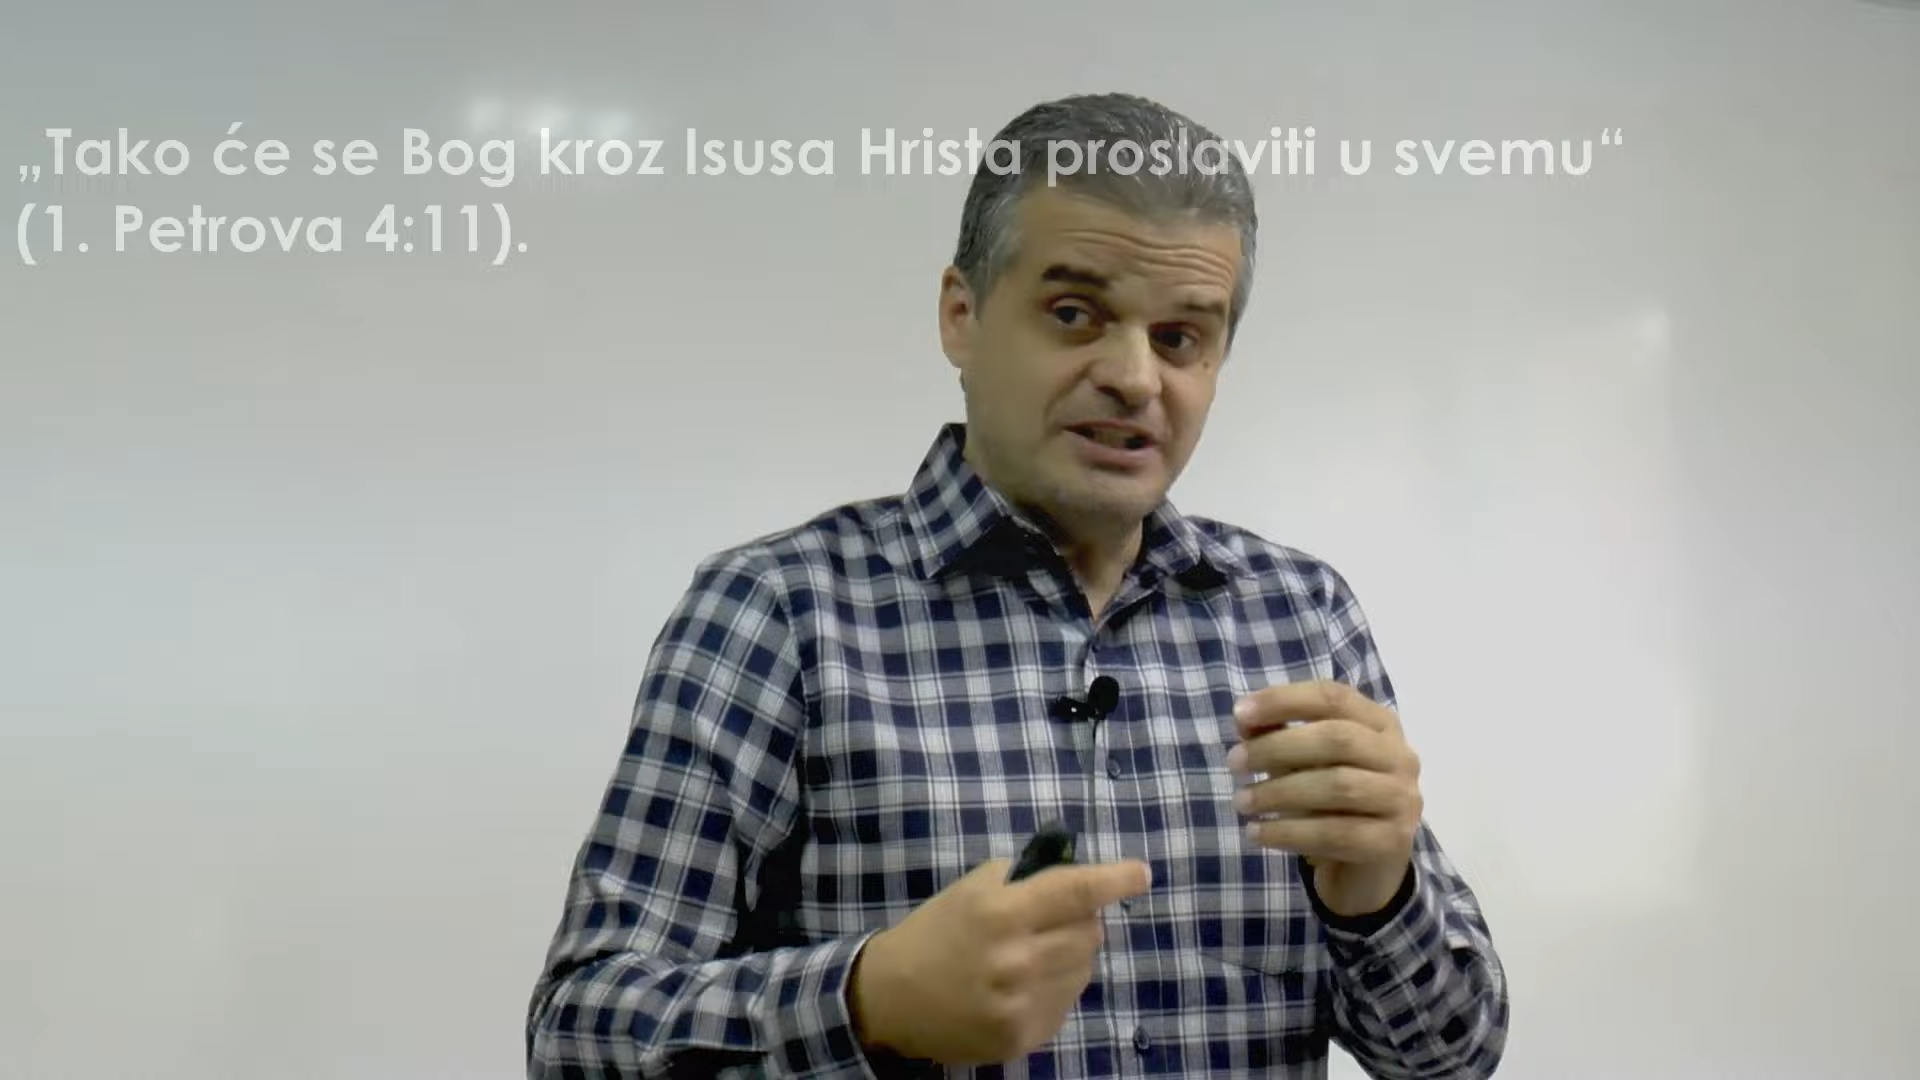 „Tako će se Bog kroz Isusa Hrista proslaviti u svemu“
(1. Petrova 4:11).